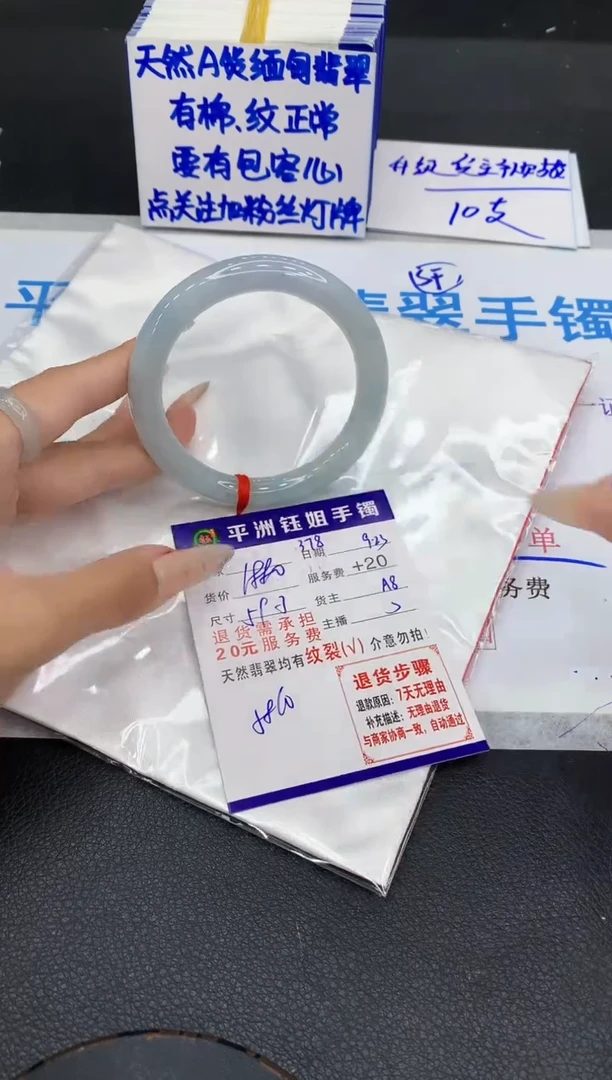 天然A货缅甸翡翠
有棉、纹正常
要有包容心
点关注加粉丝灯牌
10支
平
翡翠手镯
单
务费
平洲钰姐手镯
378 日期 923
货价 1880 服务费 +20
尺寸 货主 A8
退货需承担 主播
20元服务费
天然翡翠均有纹裂(√)介意勿拍!
退货步骤
退款原因:7天无理由
补充描述:无理由退货
与商家协商一致,自动通过